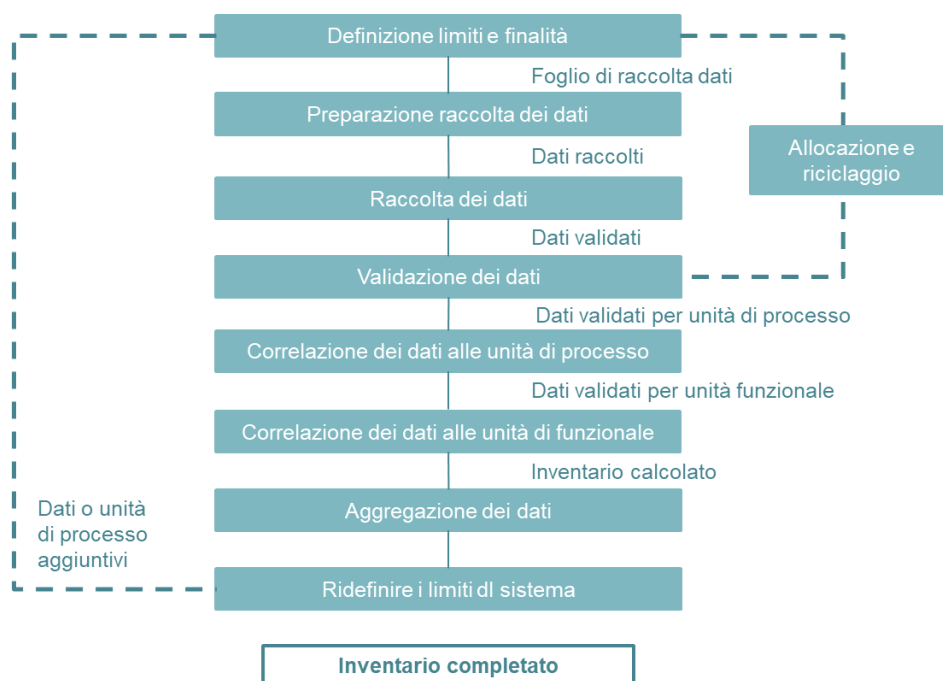 Definizione limiti e finalità
Foglio di raccolta dati
Preparazione raccolta dei dati
Dati raccolti
Allocazione e
riciclaggio
Raccolta dei dati
Dati validati
Validazione dei dati
Dati validati per unità di processo
Correlazione dei dati alle unità di processo
Dati validati per unità funzionale
Correlazione dei dati alle unità di funzionale
Inventario calcolato
Aggregazione dei dati
Dati o unità
di processo
aggiuntivi
Ridefinire i limiti dl sistema
Inventario completato